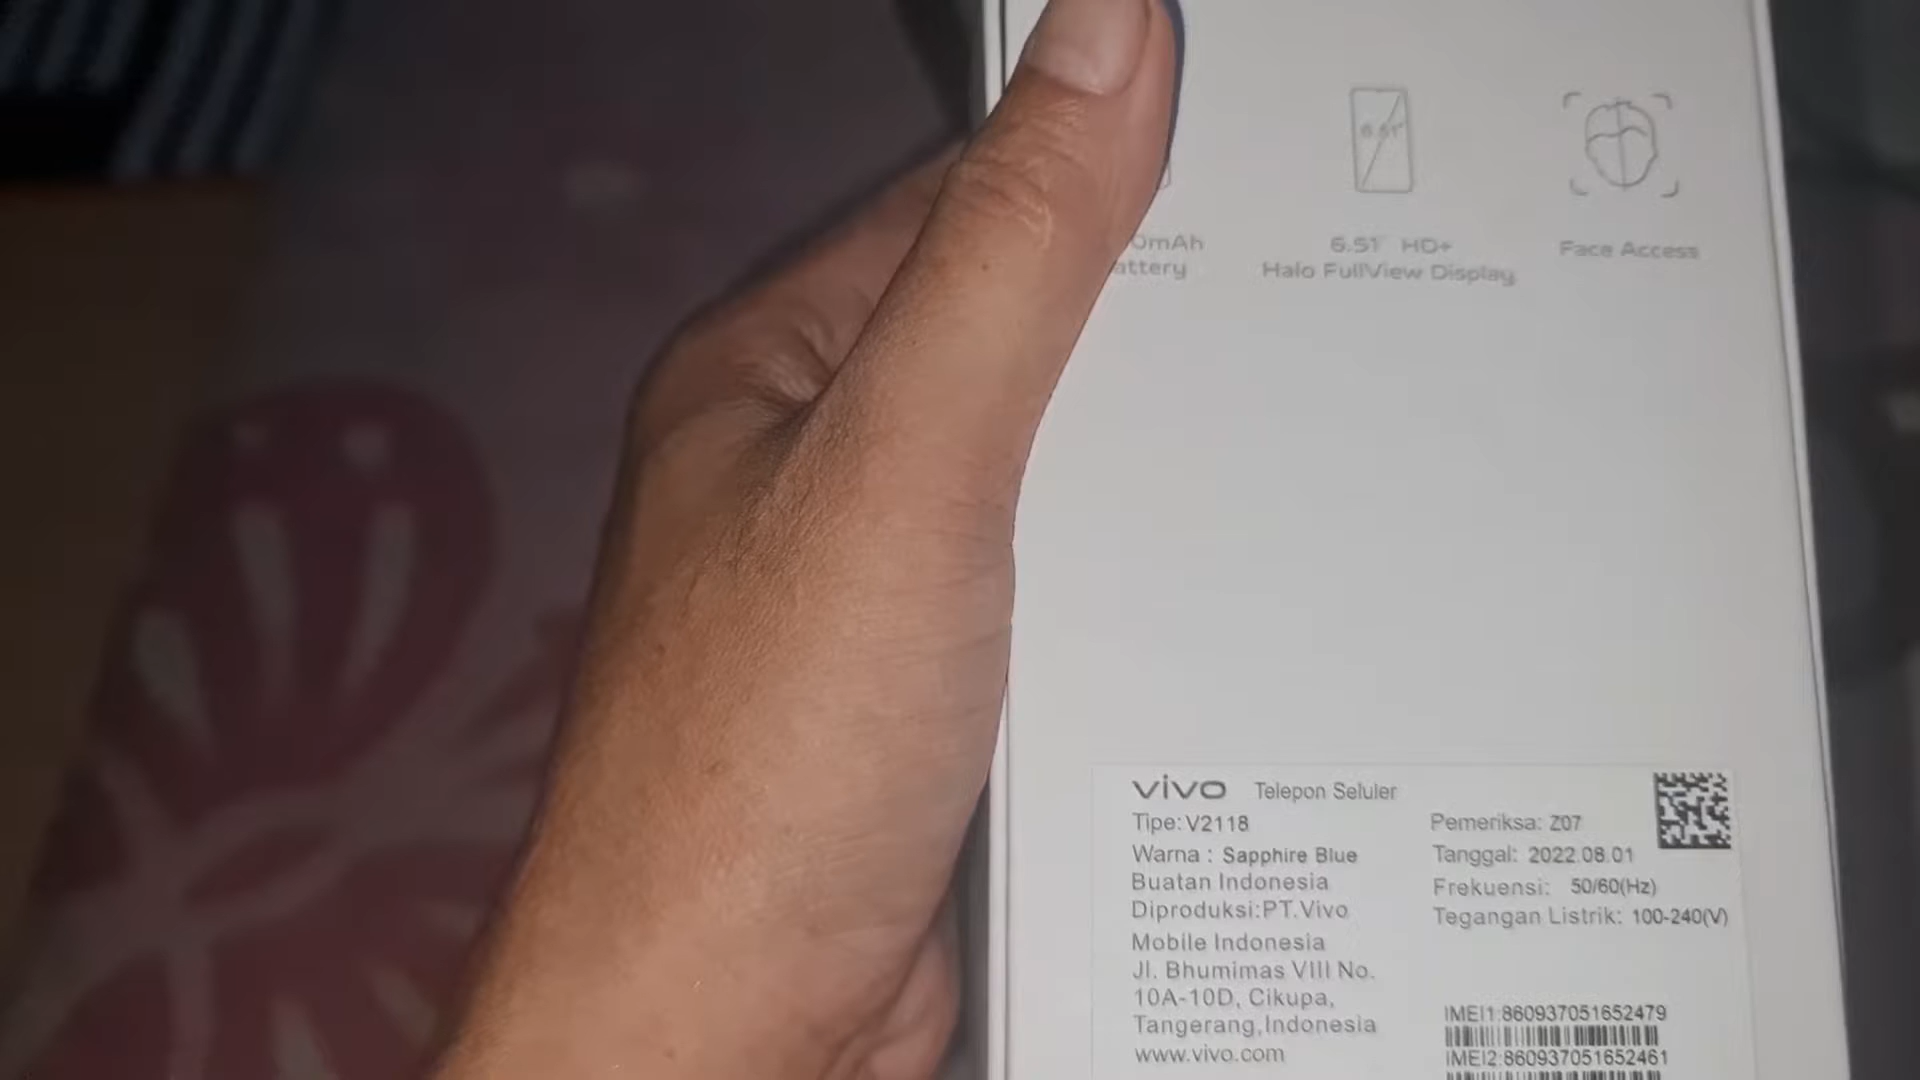 6.51"
0mAh
attery
6.51" HD+
Halo FullView Display
Face Access
vivo Telepon Seluler
Tipe:V2118
Warna : Sapphire Blue
Buatan Indonesia
Diproduksi:PT.Vivo
Mobile Indonesia
Jl. Bhumimas VIII No.
10A-10D, Cikupa,
Tangerang,Indonesia
www.vivo.com
Pemeriksa: Z07
Tanggal: 2022.08.01
Frekuensi: 50/60(Hz)
Tegangan Listrik: 100-240(V)
IMEI1:860937051652479
IMEI2:860937051652461